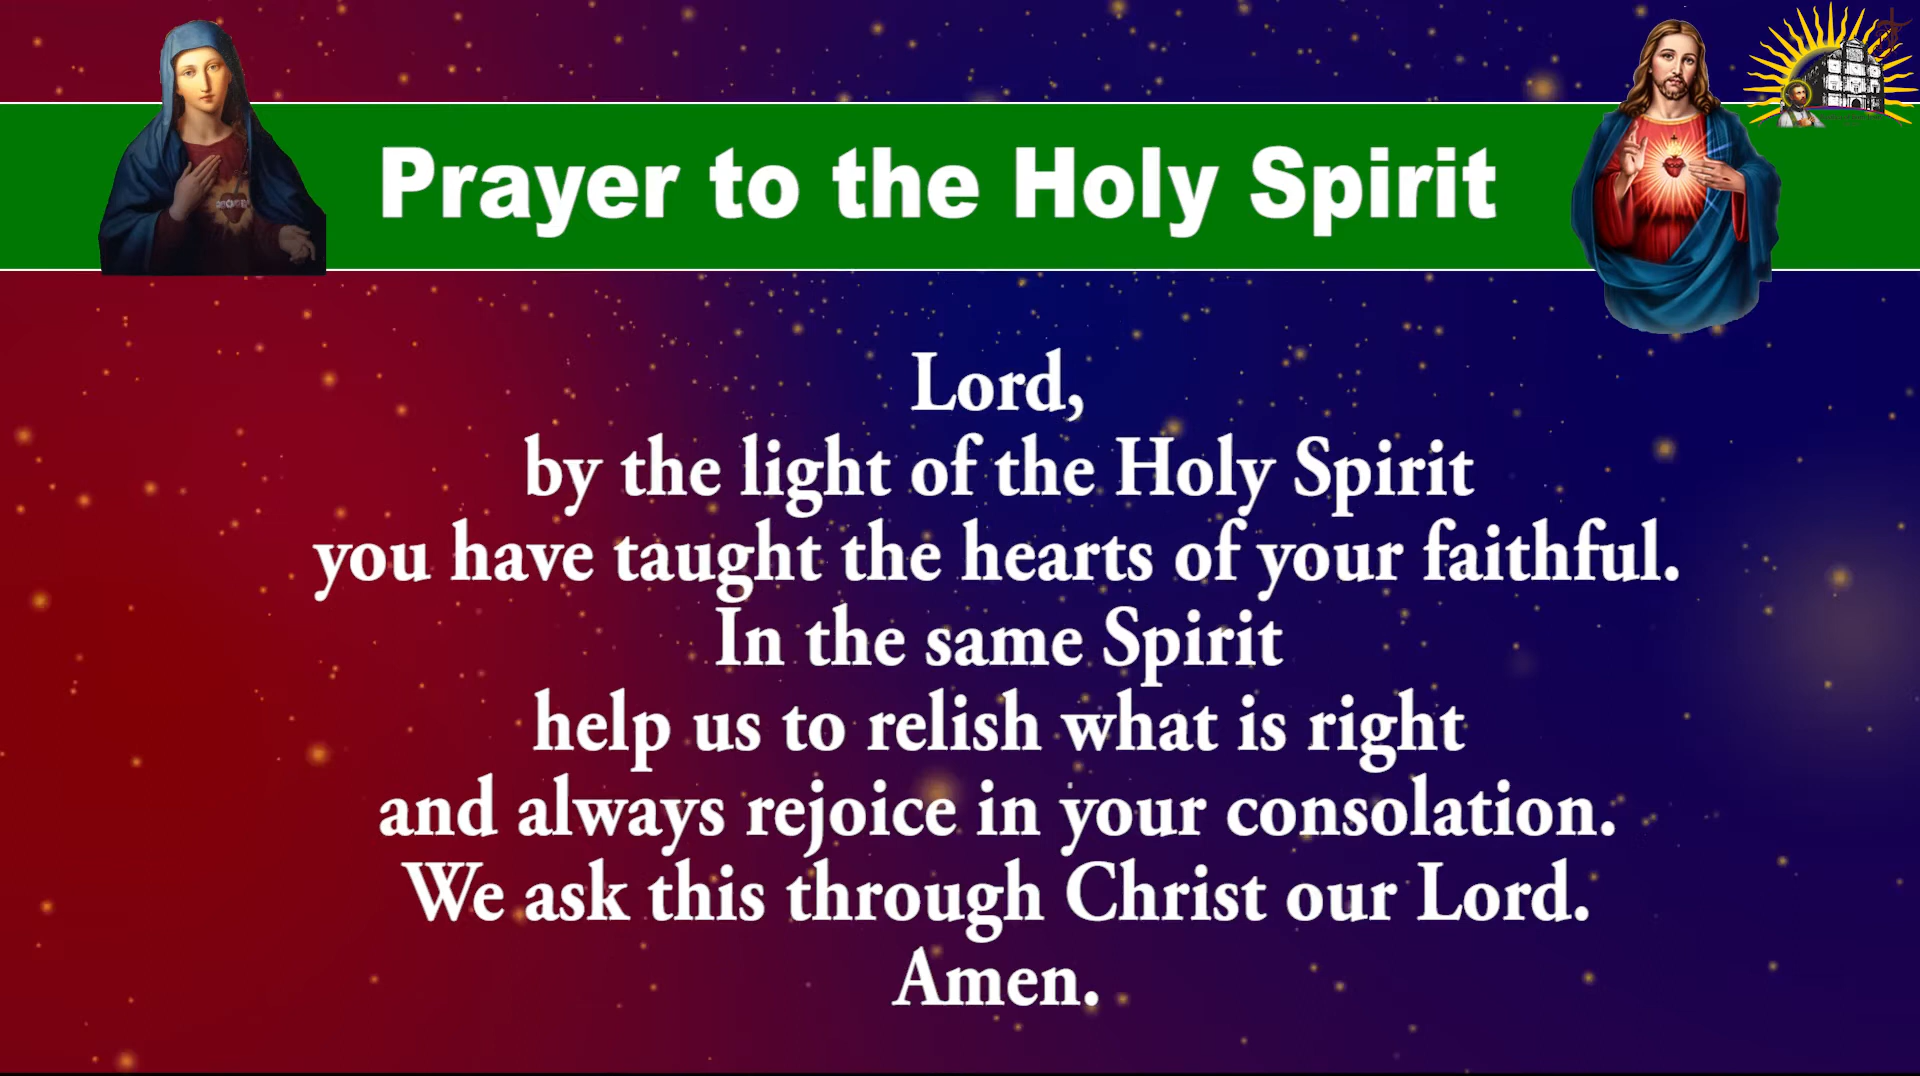 Prayer to the Holy Spirit
Lord,
by the light of the Holy Spirit
you have taught the hearts of your faithful.
In the same Spirit
help us to relish what is right
and always rejoice in your consolation.
We ask this through Christ our Lord.
Amen.